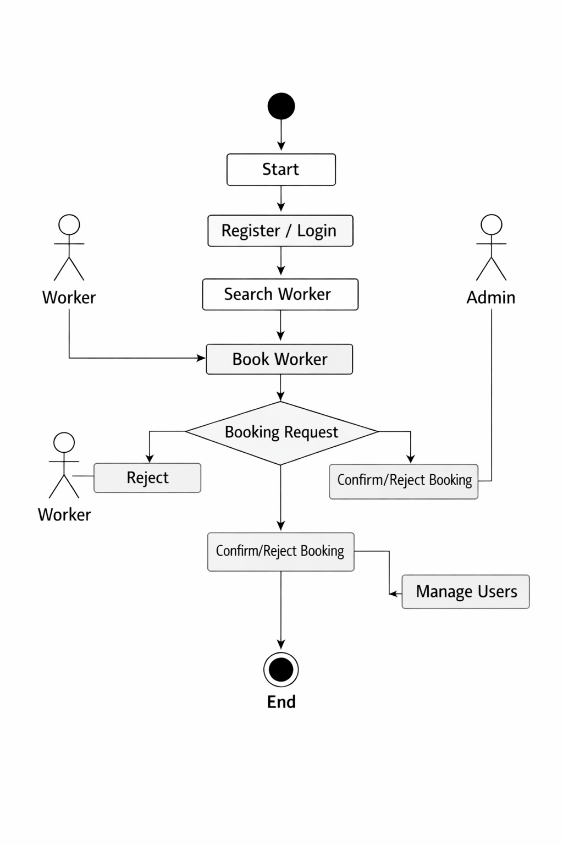 Start
Register / Login
Worker
Admin
Search Worker
Book Worker
Booking Request
Reject
Confirm/Reject Booking
Worker
Confirm/Reject Booking
Manage Users
End